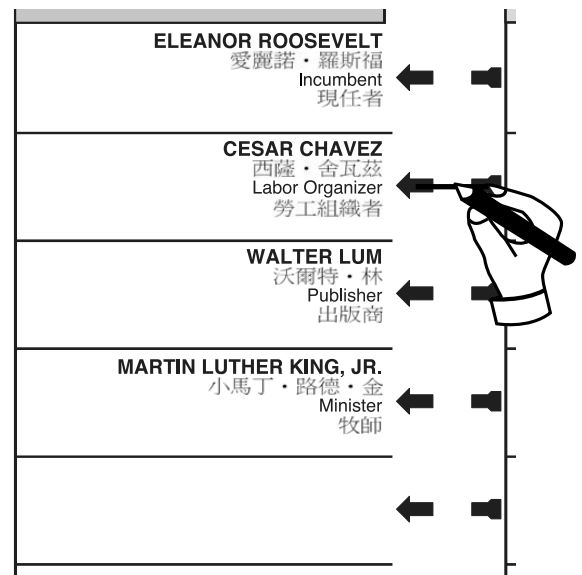 ELEANOR ROOSEVELT
愛麗諾・羅斯福
Incumbent
現任者
CESAR CHAVEZ
西薩・舍瓦茲
Labor Organizer
勞工組織者
WALTER LUM
沃爾特・林
Publisher
出版商
MARTIN LUTHER KING, JR.
小馬丁・路德・金
Minister
牧師